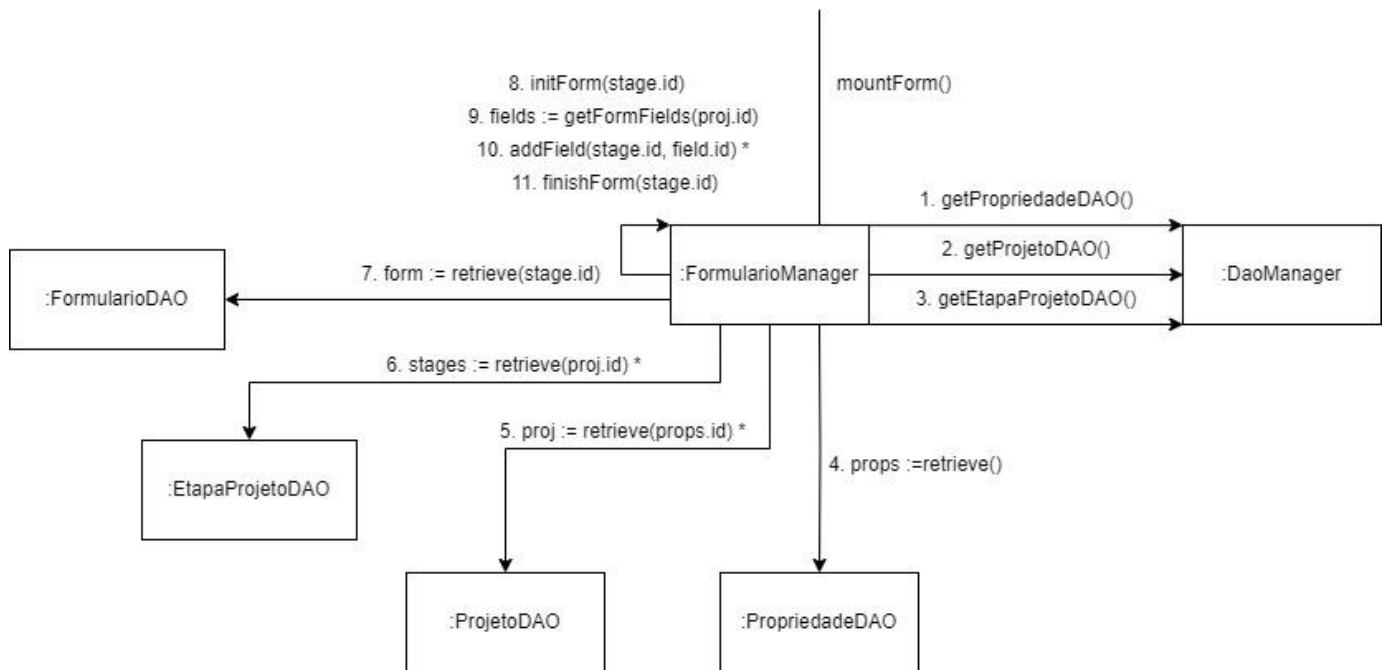 8. initForm(stage.id)
mountForm()
9. fields := getFormFields(proj.id)
10. addField(stage.id, field.id) *
11. finishForm(stage.id)
1. getPropriedadeDAO()
2. getProjetoDAO()
:FormularioManager
:DaoManager
7. form := retrieve(stage.id)
:FormularioDAO
3. getEtapaProjetoDAO()
6. stages := retrieve(proj.id) *
5. proj := retrieve(props.id) *
4. props :=retrieve()
:EtapaProjetoDAO
:ProjetoDAO
:PropriedadeDAO